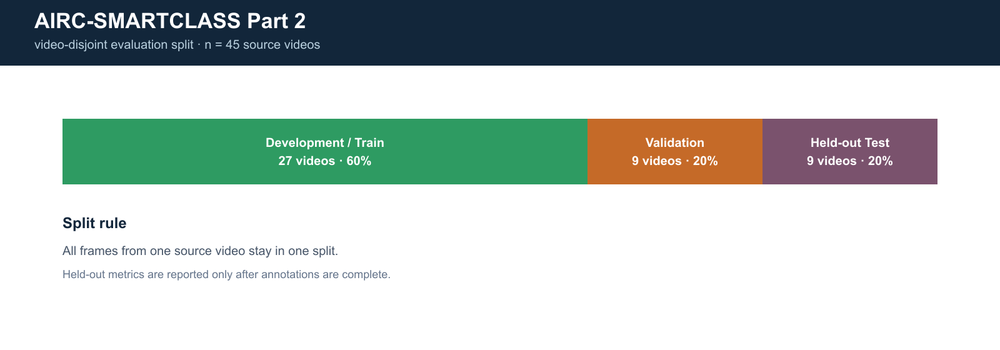 AIRC-SMARTCLASS Part 2
video-disjoint evaluation split · n = 45 source videos
Development / Train
27 videos · 60%
Validation
9 videos · 20%
Held-out Test
9 videos · 20%
Split rule
All frames from one source video stay in one split.
Held-out metrics are reported only after annotations are complete.